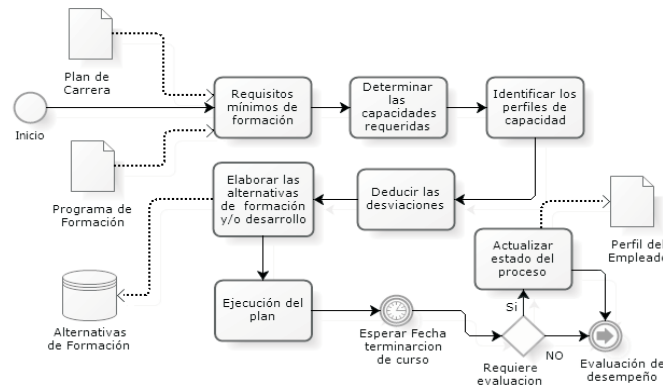 Plan de
Carrera
Inicio
Programa de
Formación
Requisitos
mínimos de
formación
Determinar
las
capacidades
requeridas
Identificar los
perfiles de
capacidad
Elaborar las
alternativas
de formación
y/o desarrollo
Deducir las
desviaciones
Alternativas
de Formación
Ejecución del
plan
Esperar Fecha
terminarcion
de curso
Actualizar
estado del
proceso
Perfil del
Empleado
Si
NO
Requiere
evaluacion
Evaluación de
desempeño